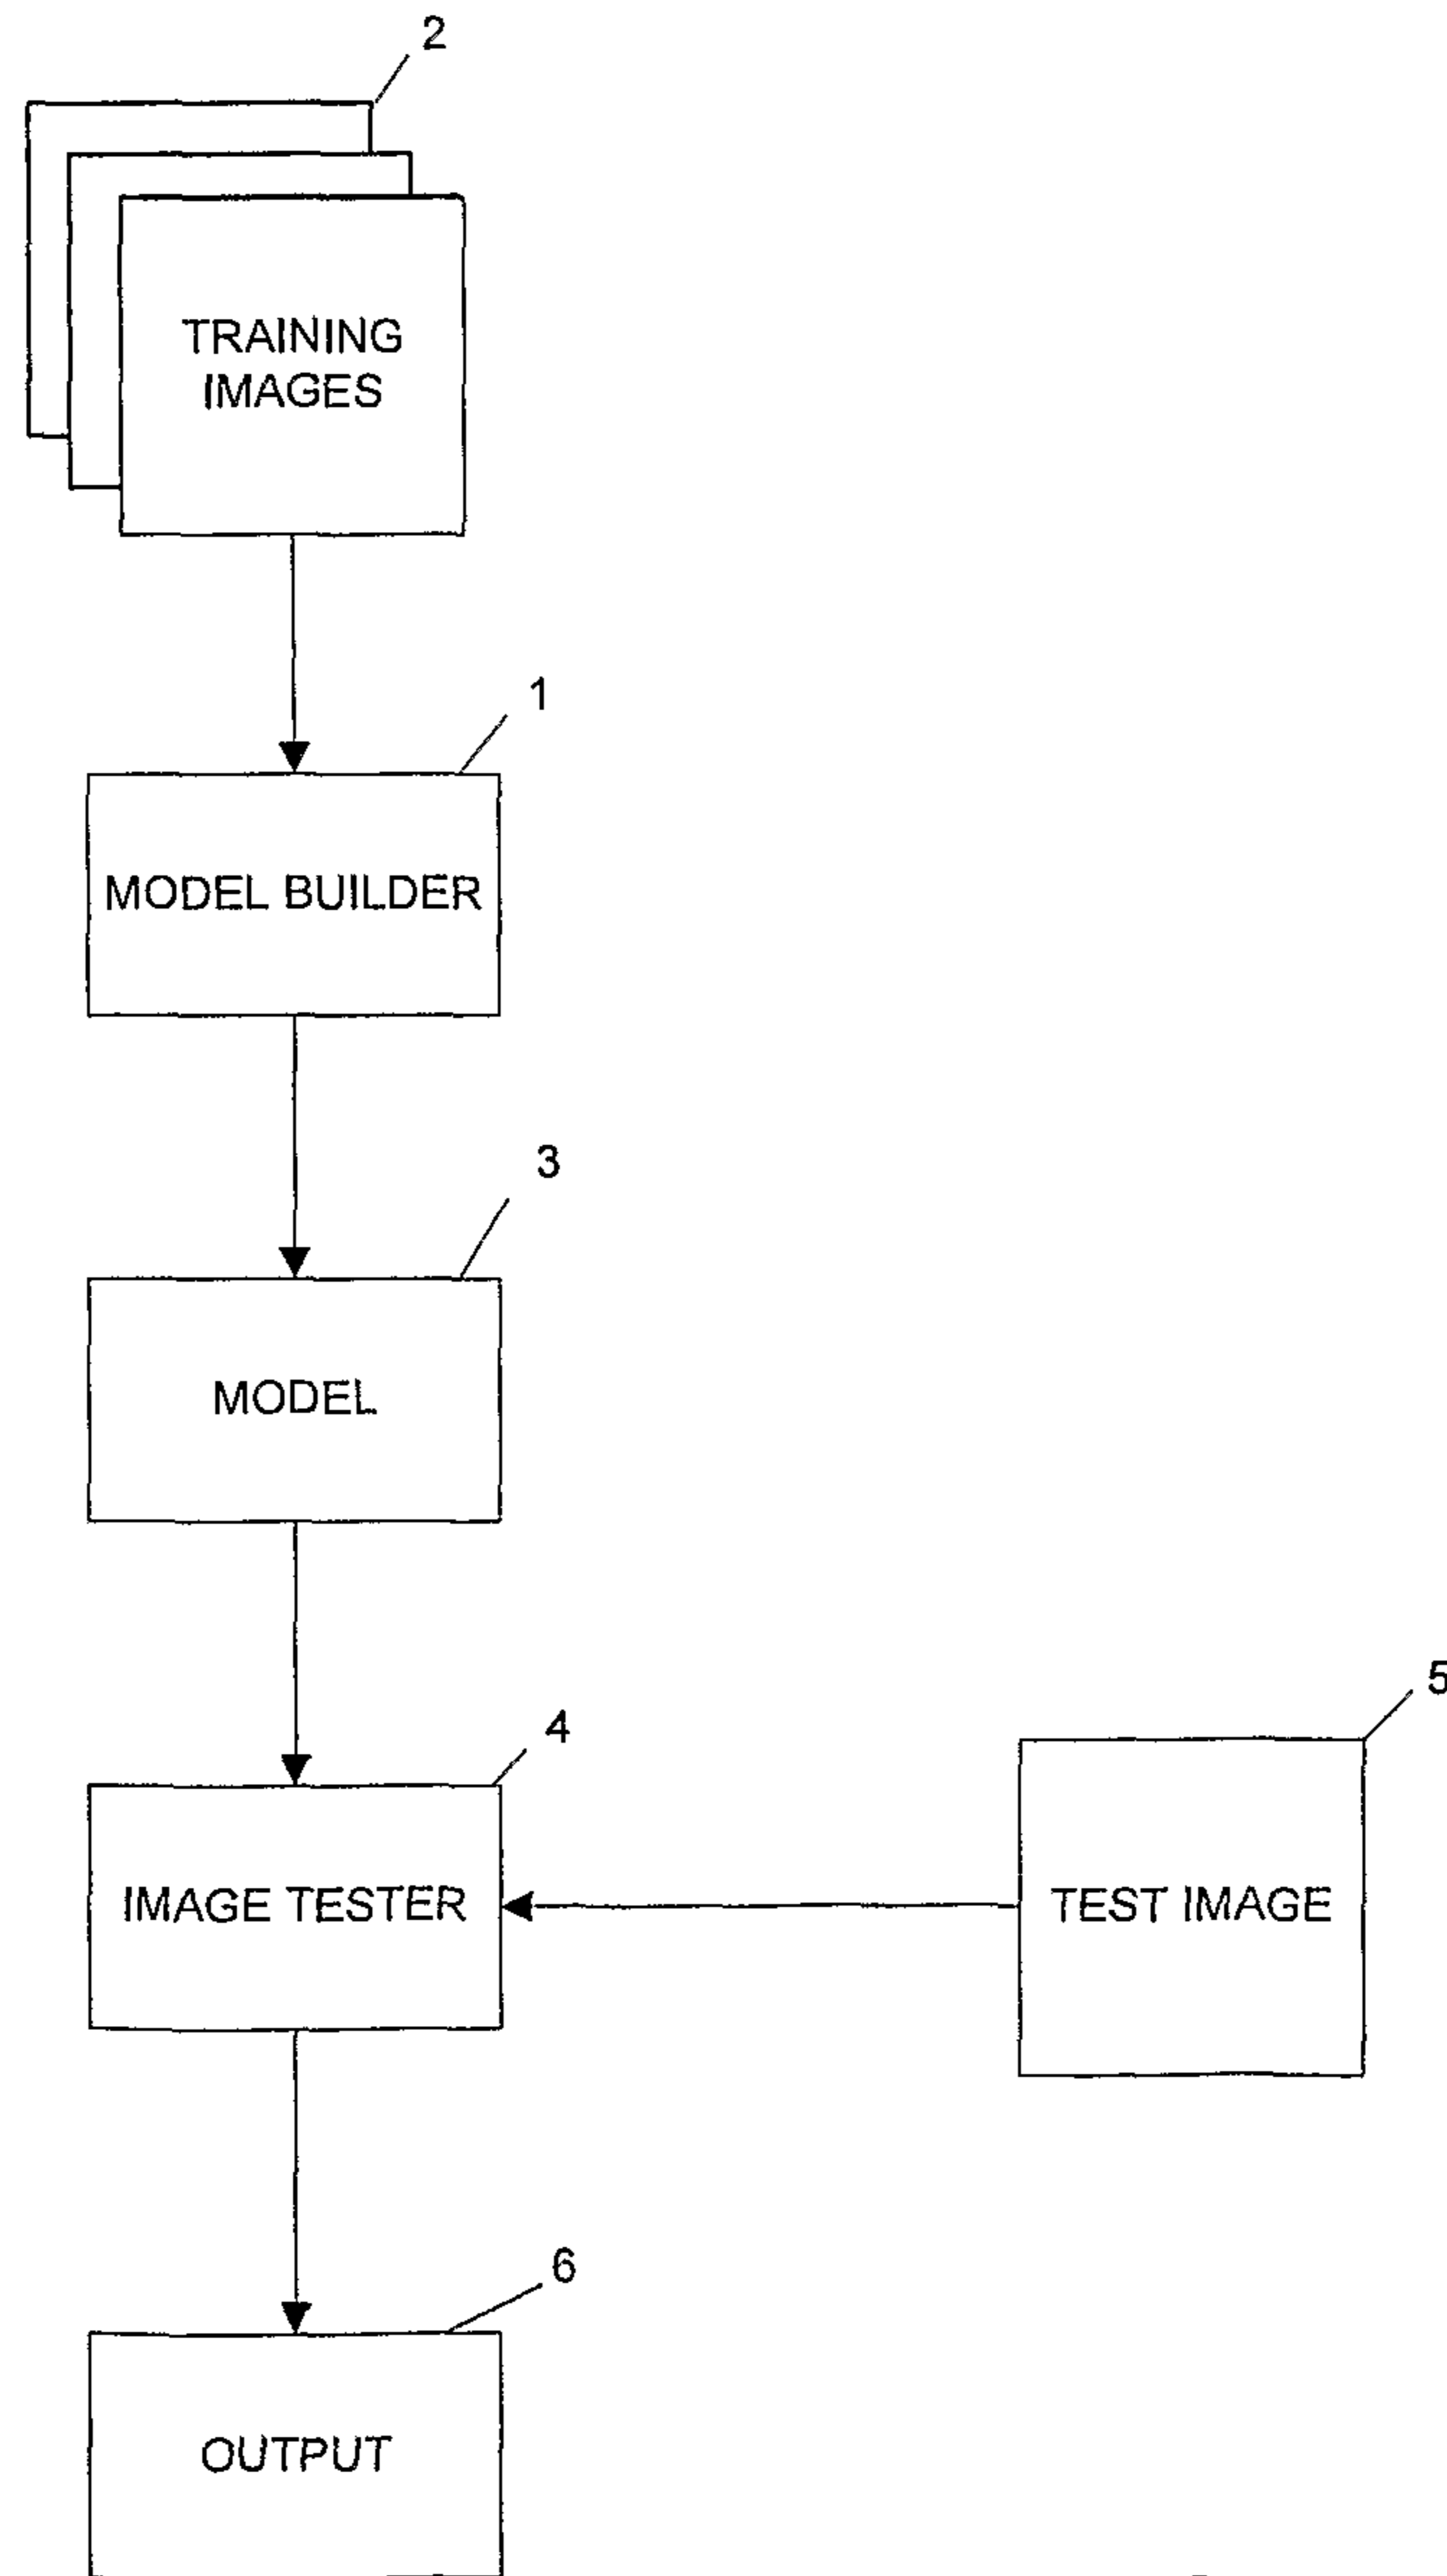 2
TRAINING
IMAGES
1
MODEL BUILDER
3
MODEL
4
5
IMAGE TESTER
TEST IMAGE
6
OUTPUT